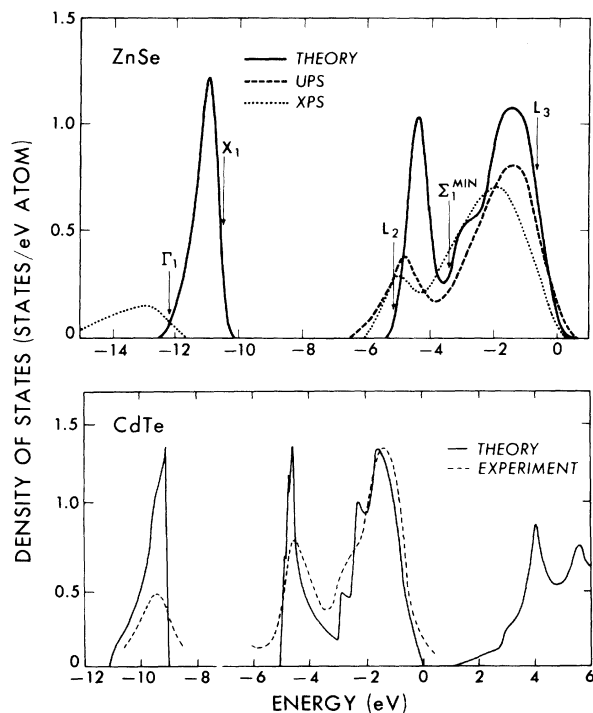 1.5
ZnSe
THEORY
UPS
XPS
L3
1.0
X1
Σ1 MIN
0.5
L2
Γ1
0
−14 −12 −10 −8 −6 −4 −2 0
DENSITY OF STATES (STATES/eV ATOM)
1.5
CdTe
THEORY
EXPERIMENT
1.0
0.5
0
−12 −10 −8 −6 −4 −2 0 2 4 6
ENERGY (eV)